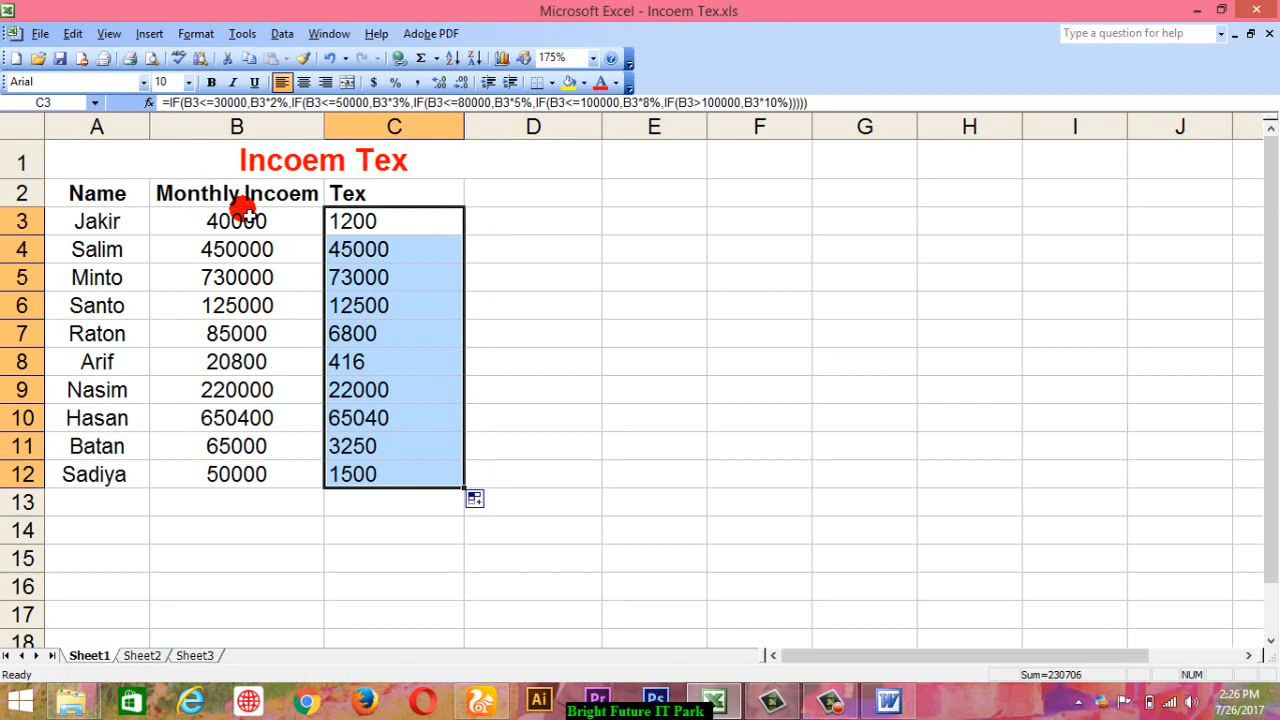 Microsoft Excel - Incoem Tex.xls
File Edit View Insert Format Tools Data Window Help Adobe PDF
Type a question for help
175%
Arial 10 B I U $ % ,
C3 fx =IF(B3<=30000,B3*2%,IF(B3<=50000,B3*3%,IF(B3<=80000,B3*5%,IF(B3<=100000,B3*8%,IF(B3>100000,B3*10%)))))
A B C D E F G H I J
1 Incoem Tex
2 Name Monthly Incoem Tex
3 Jakir 40000 1200
4 Salim 450000 45000
5 Minto 730000 73000
6 Santo 125000 12500
7 Raton 85000 6800
8 Arif 20800 416
9 Nasim 220000 22000
10 Hasan 650400 65040
11 Batan 65000 3250
12 Sadiya 50000 1500
13
14
15
16
17
18
Sheet1 Sheet2 Sheet3
Ready Sum=230706 NUM
Ai Pr Ps W
2:26 PM
7/26/2017
Bright Future IT Park